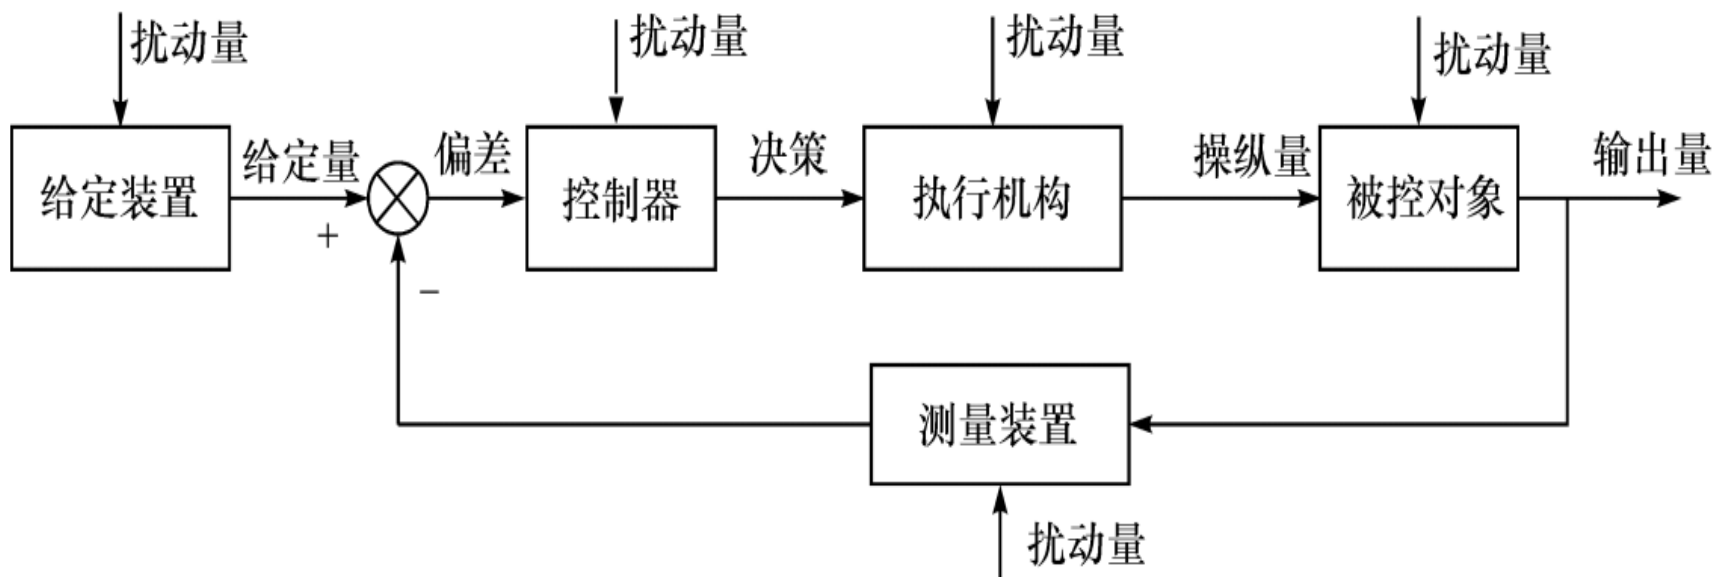 扰动量
扰动量
扰动量
扰动量
给定装置
给定量
+
−
偏差
控制器
决策
执行机构
操纵量
被控对象
输出量
测量装置
扰动量